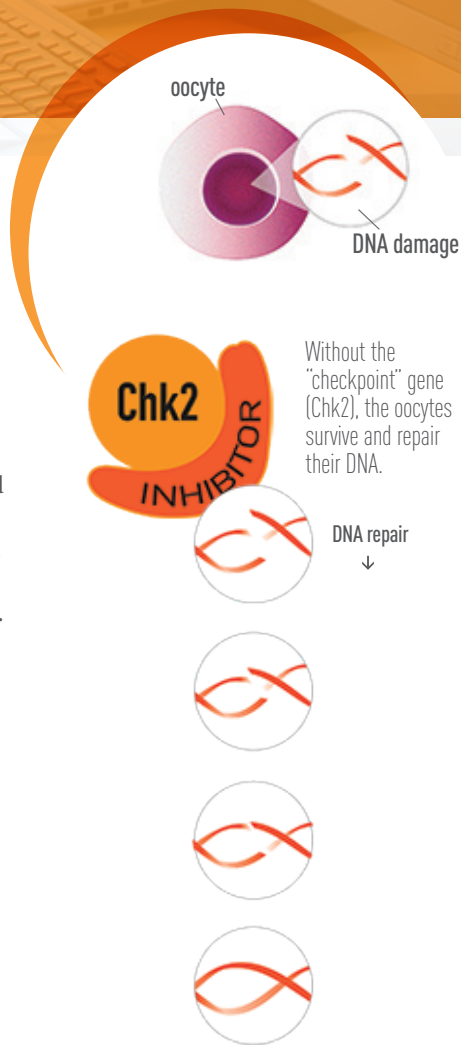 oocyte
DNA damage
Chk2
INHIBITOR
Without the
"checkpoint" gene
(Chk2), the oocytes
survive and repair
their DNA.
DNA repair
↓